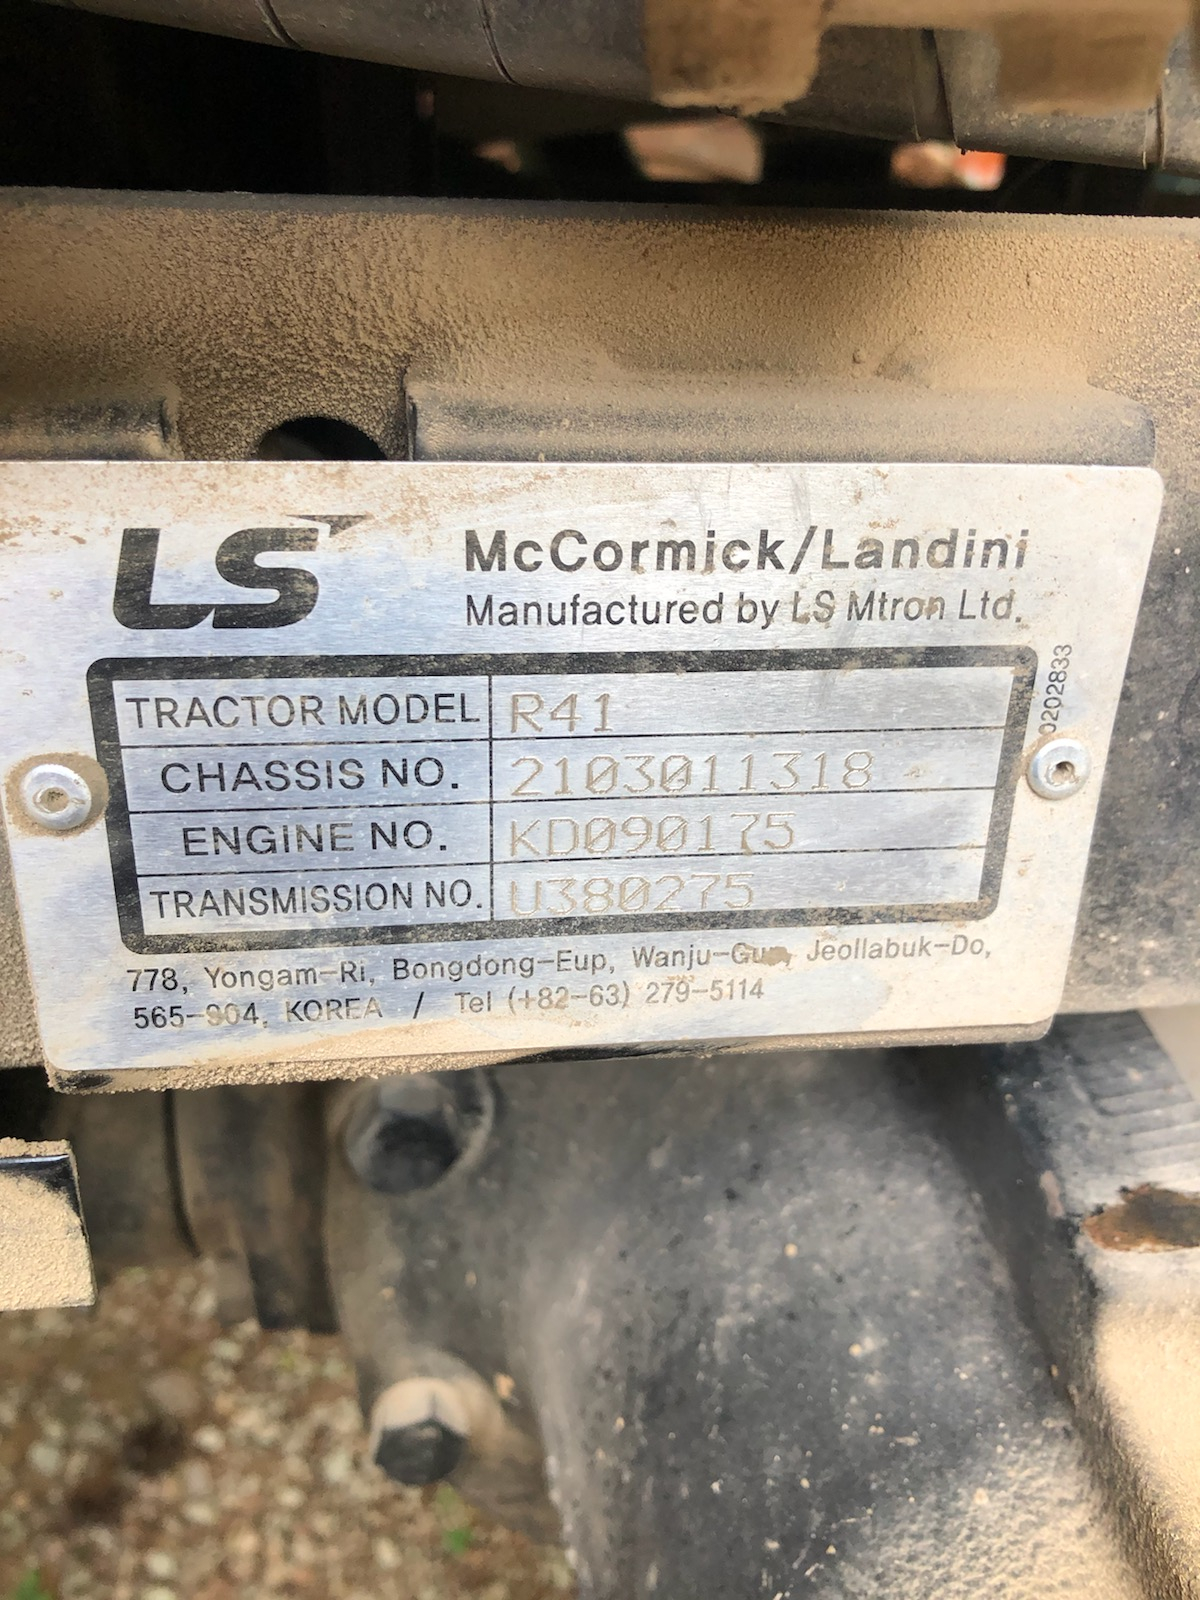 LS
McCormick/Landini
Manufactured by LS Mtron Ltd.
TRACTOR MODEL R41
CHASSIS NO. 2103011318
ENGINE NO. KD090175
TRANSMISSION NO. U380275
40202833
778, Yongam-Ri, Bongdong-Eup, Wanju-Gun, Jeollabuk-Do,
565-904, KOREA / Tel (+82-63) 279-5114